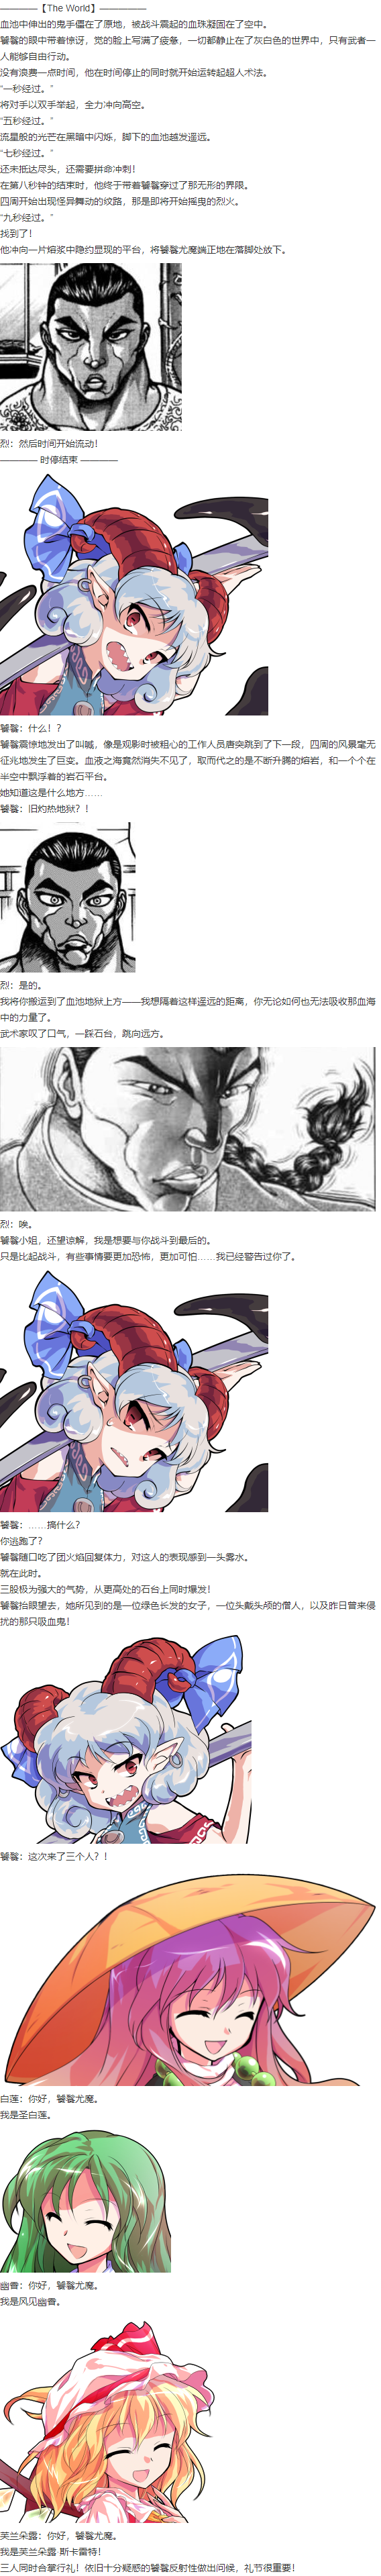 ————【The World】—————
血池中伸出的鬼手僵在了原地，被战斗震起的血珠凝固在了空中。
饕餮的眼中带着惊讶，觉的脸上写满了疲惫，一切都静止在了灰白色的世界中，只有武者一
人能够自由行动。
没有浪费一点时间，他在时间停止的同时就开始运转起超人术法。
“一秒经过。”
将对手以双手举起，全力冲向高空。
“五秒经过。”
流星般的光芒在黑暗中闪烁，脚下的血池越发遥远。
“七秒经过。”
还未抵达尽头，还需要拼命冲刺！
在第八秒钟的结束时，他终于带着饕餮穿过了那无形的界限。
四周开始出现怪异舞动的纹路，那是即将开始摇曳的烈火。
“九秒经过。”
找到了！
他冲向一片熔浆中隐约显现的平台，将饕餮尤魔端正地在落脚处放下。
烈：然后时间开始流动！
———— 时停结束 ————
饕餮：什么！？
饕餮震惊地发出了叫喊，像是观影时被粗心的工作人员唐突跳到了下一段，四周的风景毫无
征兆地发生了巨变。血液之海竟然消失不见了，取而代之的是不断升腾的熔岩，和一个个在
半空中飘浮着的岩石平台。
她知道这是什么地方……
饕餮：旧灼热地狱？！
烈：是的。
我将你搬运到了血池地狱上方——我想隔着这样遥远的距离，你无论如何也无法吸收那血海
中的力量了。
武术家叹了口气，一踩石台，跳向远方。
烈：唉。
饕餮小姐，还望谅解，我是想要与你战斗到最后的。
只是比起战斗，有些事情要更加恐怖，更加可怕……我已经警告过你了。
饕餮：……搞什么？
你逃跑了？
饕餮随口吃了团火焰回复体力，对这人的表现感到一头雾水。
就在此时。
三股极为强大的气势，从更高处的石台上同时爆发！
饕餮抬眼望去，她所见到的是一位绿色长发的女子，一位头戴头颅的僧人，以及昨日曾来侵
扰的那只吸血鬼！
饕餮：这次来了三个人？！
白莲：你好，饕餮尤魔。
我是圣白莲。
幽香：你好，饕餮尤魔。
我是风见幽香。
芙兰朵露：你好，饕餮尤魔。
我是芙兰朵露·斯卡雷特！
三人同时合掌行礼！依旧十分疑惑的饕餮反射性做出问候，礼节很重要！